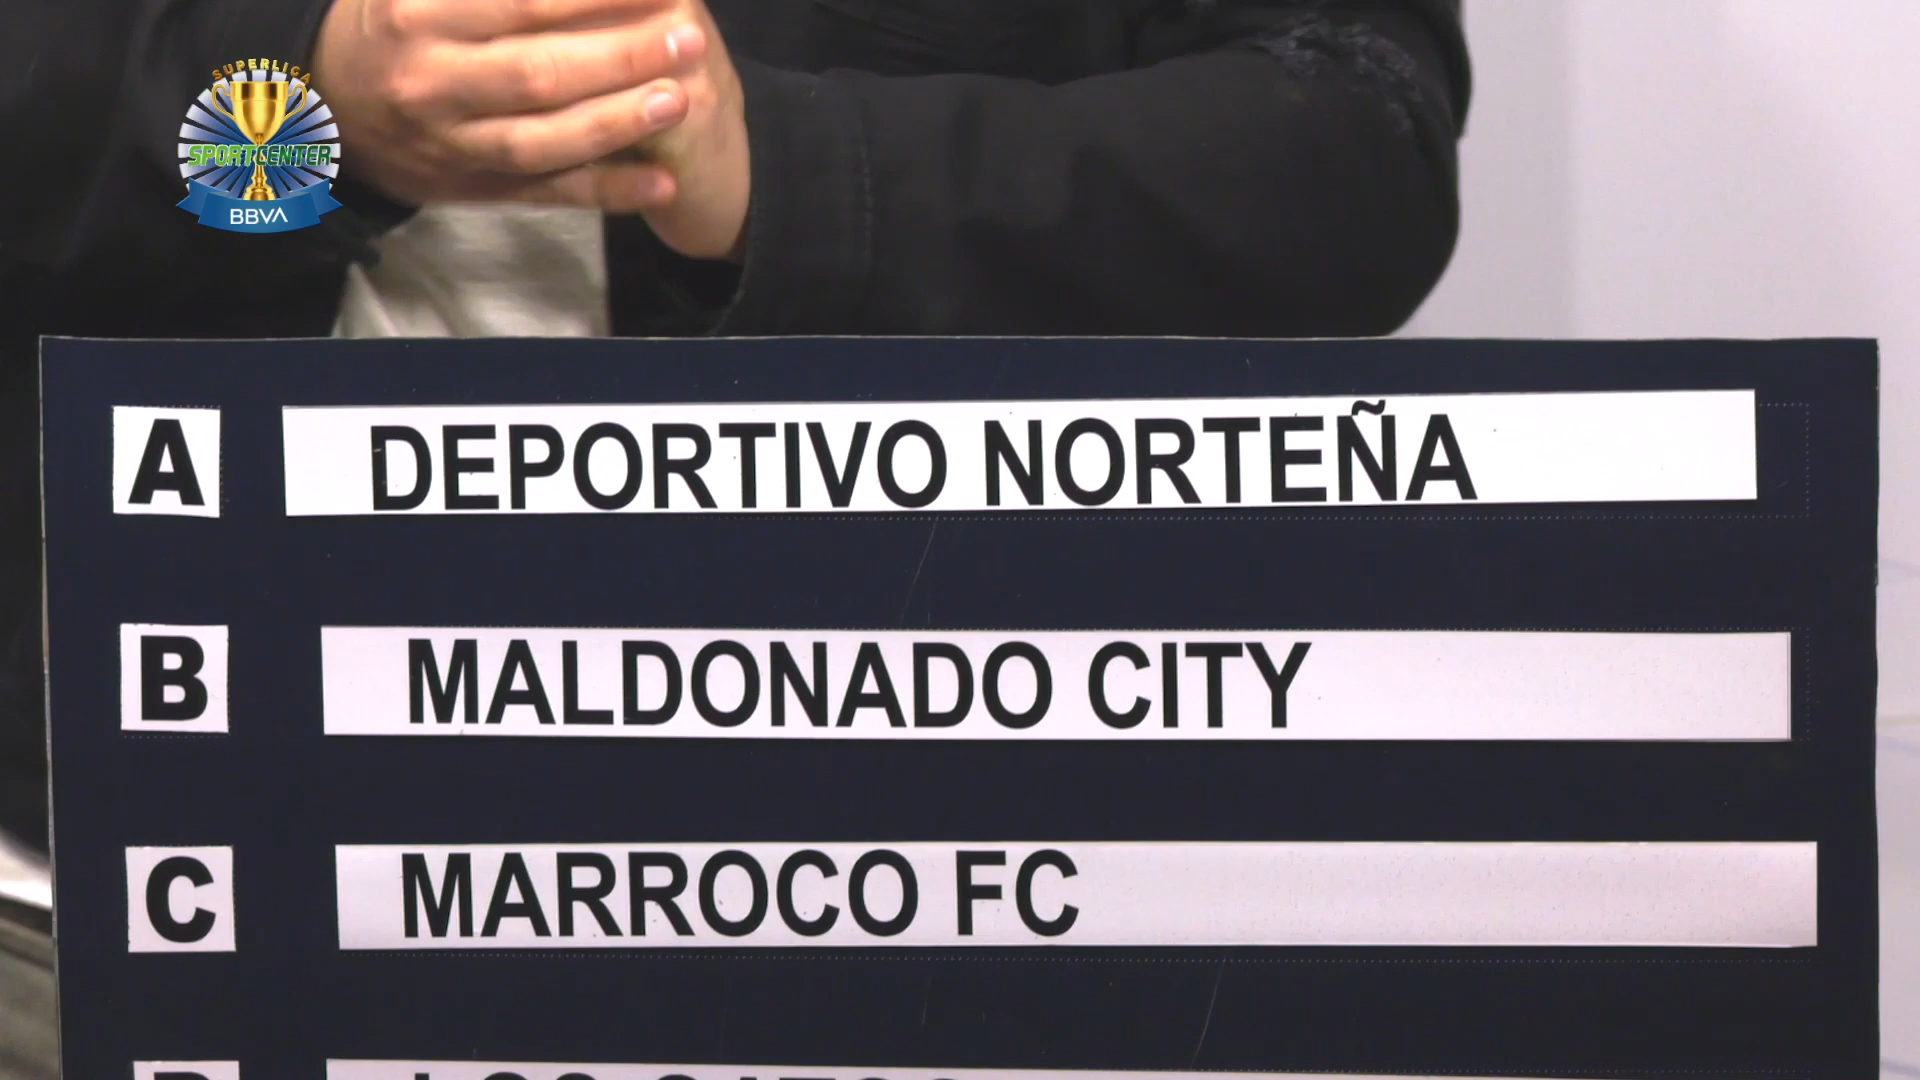 SUPERLIGA
SPORTCENTER
BBVA
A DEPORTIVO NORTEÑA
B MALDONADO CITY
C MARROCO FC